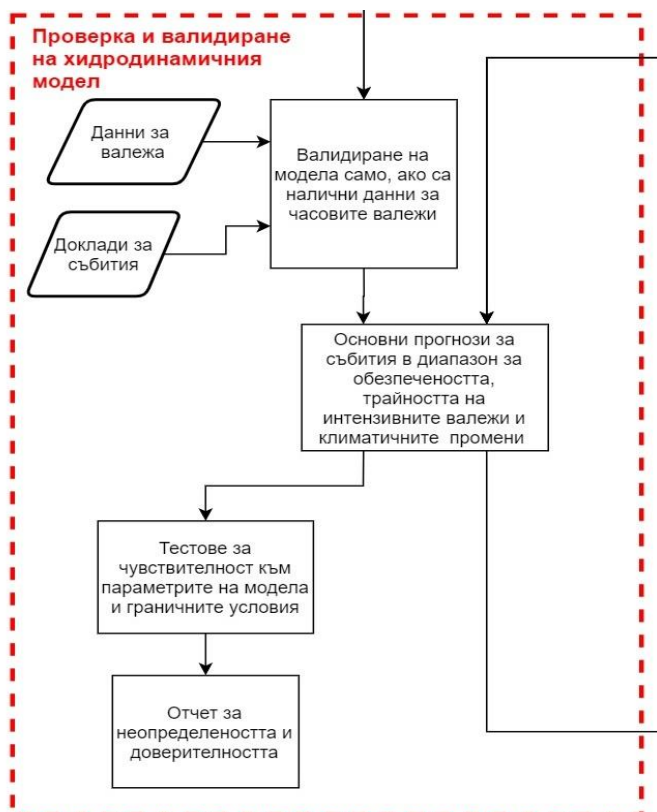 Проверка и валидиране
на хидродинамичния
модел
Данни за
валежа
Валидиране на
модела само, ако са
налични данни за
часовите валежи
Доклади за
събития
Основни прогнози за
събития в диапазон за
обезпечеността,
трайността на
интензивните валежи и
климатичните промени
Тестове за
чувствителност към
параметрите на модела
и граничните условия
Отчет за
неопределеността и
доверителността